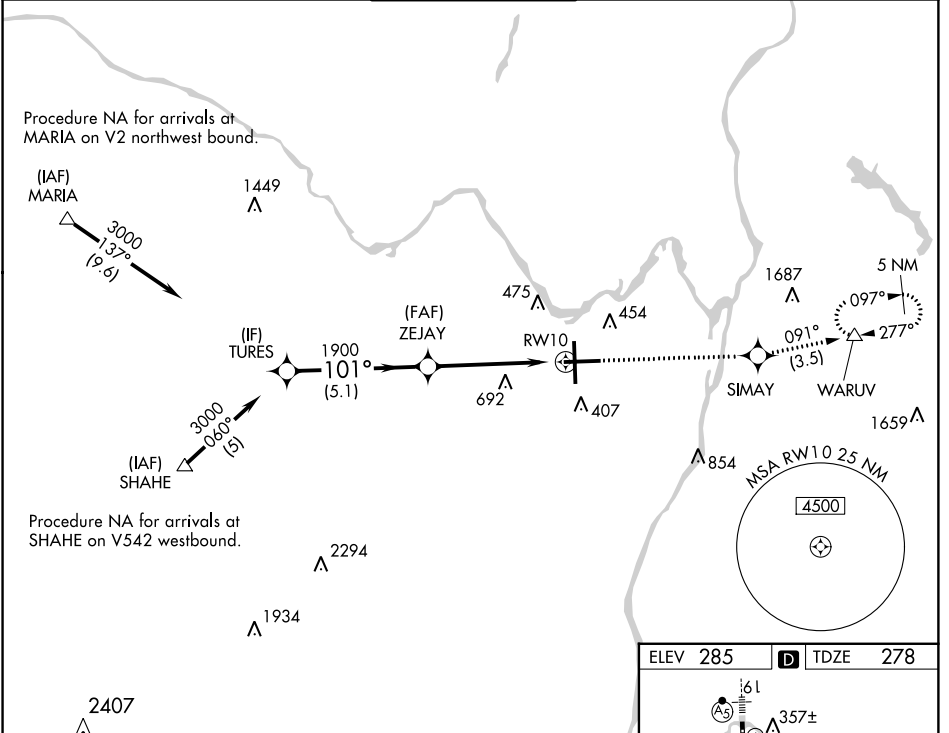 Procedure NA for arrivals at
MARIA on V2 northwest bound.
(IAF)
MARIA
3000
137°
(9.6)
1449
475
454
1687
5 NM
097°
277°
(FAF)
ZEJAY
RW10
091°
(3.5)
(IF)
TURES
1900
101°
(5.1)
692
407
SIMAY
WARUV
1659
3000
060°
(5)
(IAF)
SHAHE
854
MSA RW10 25 NM
4500
Procedure NA for arrivals at
SHAHE on V542 westbound.
2294
1934
2407
ELEV 285 D TDZE 278
19
A5
357±